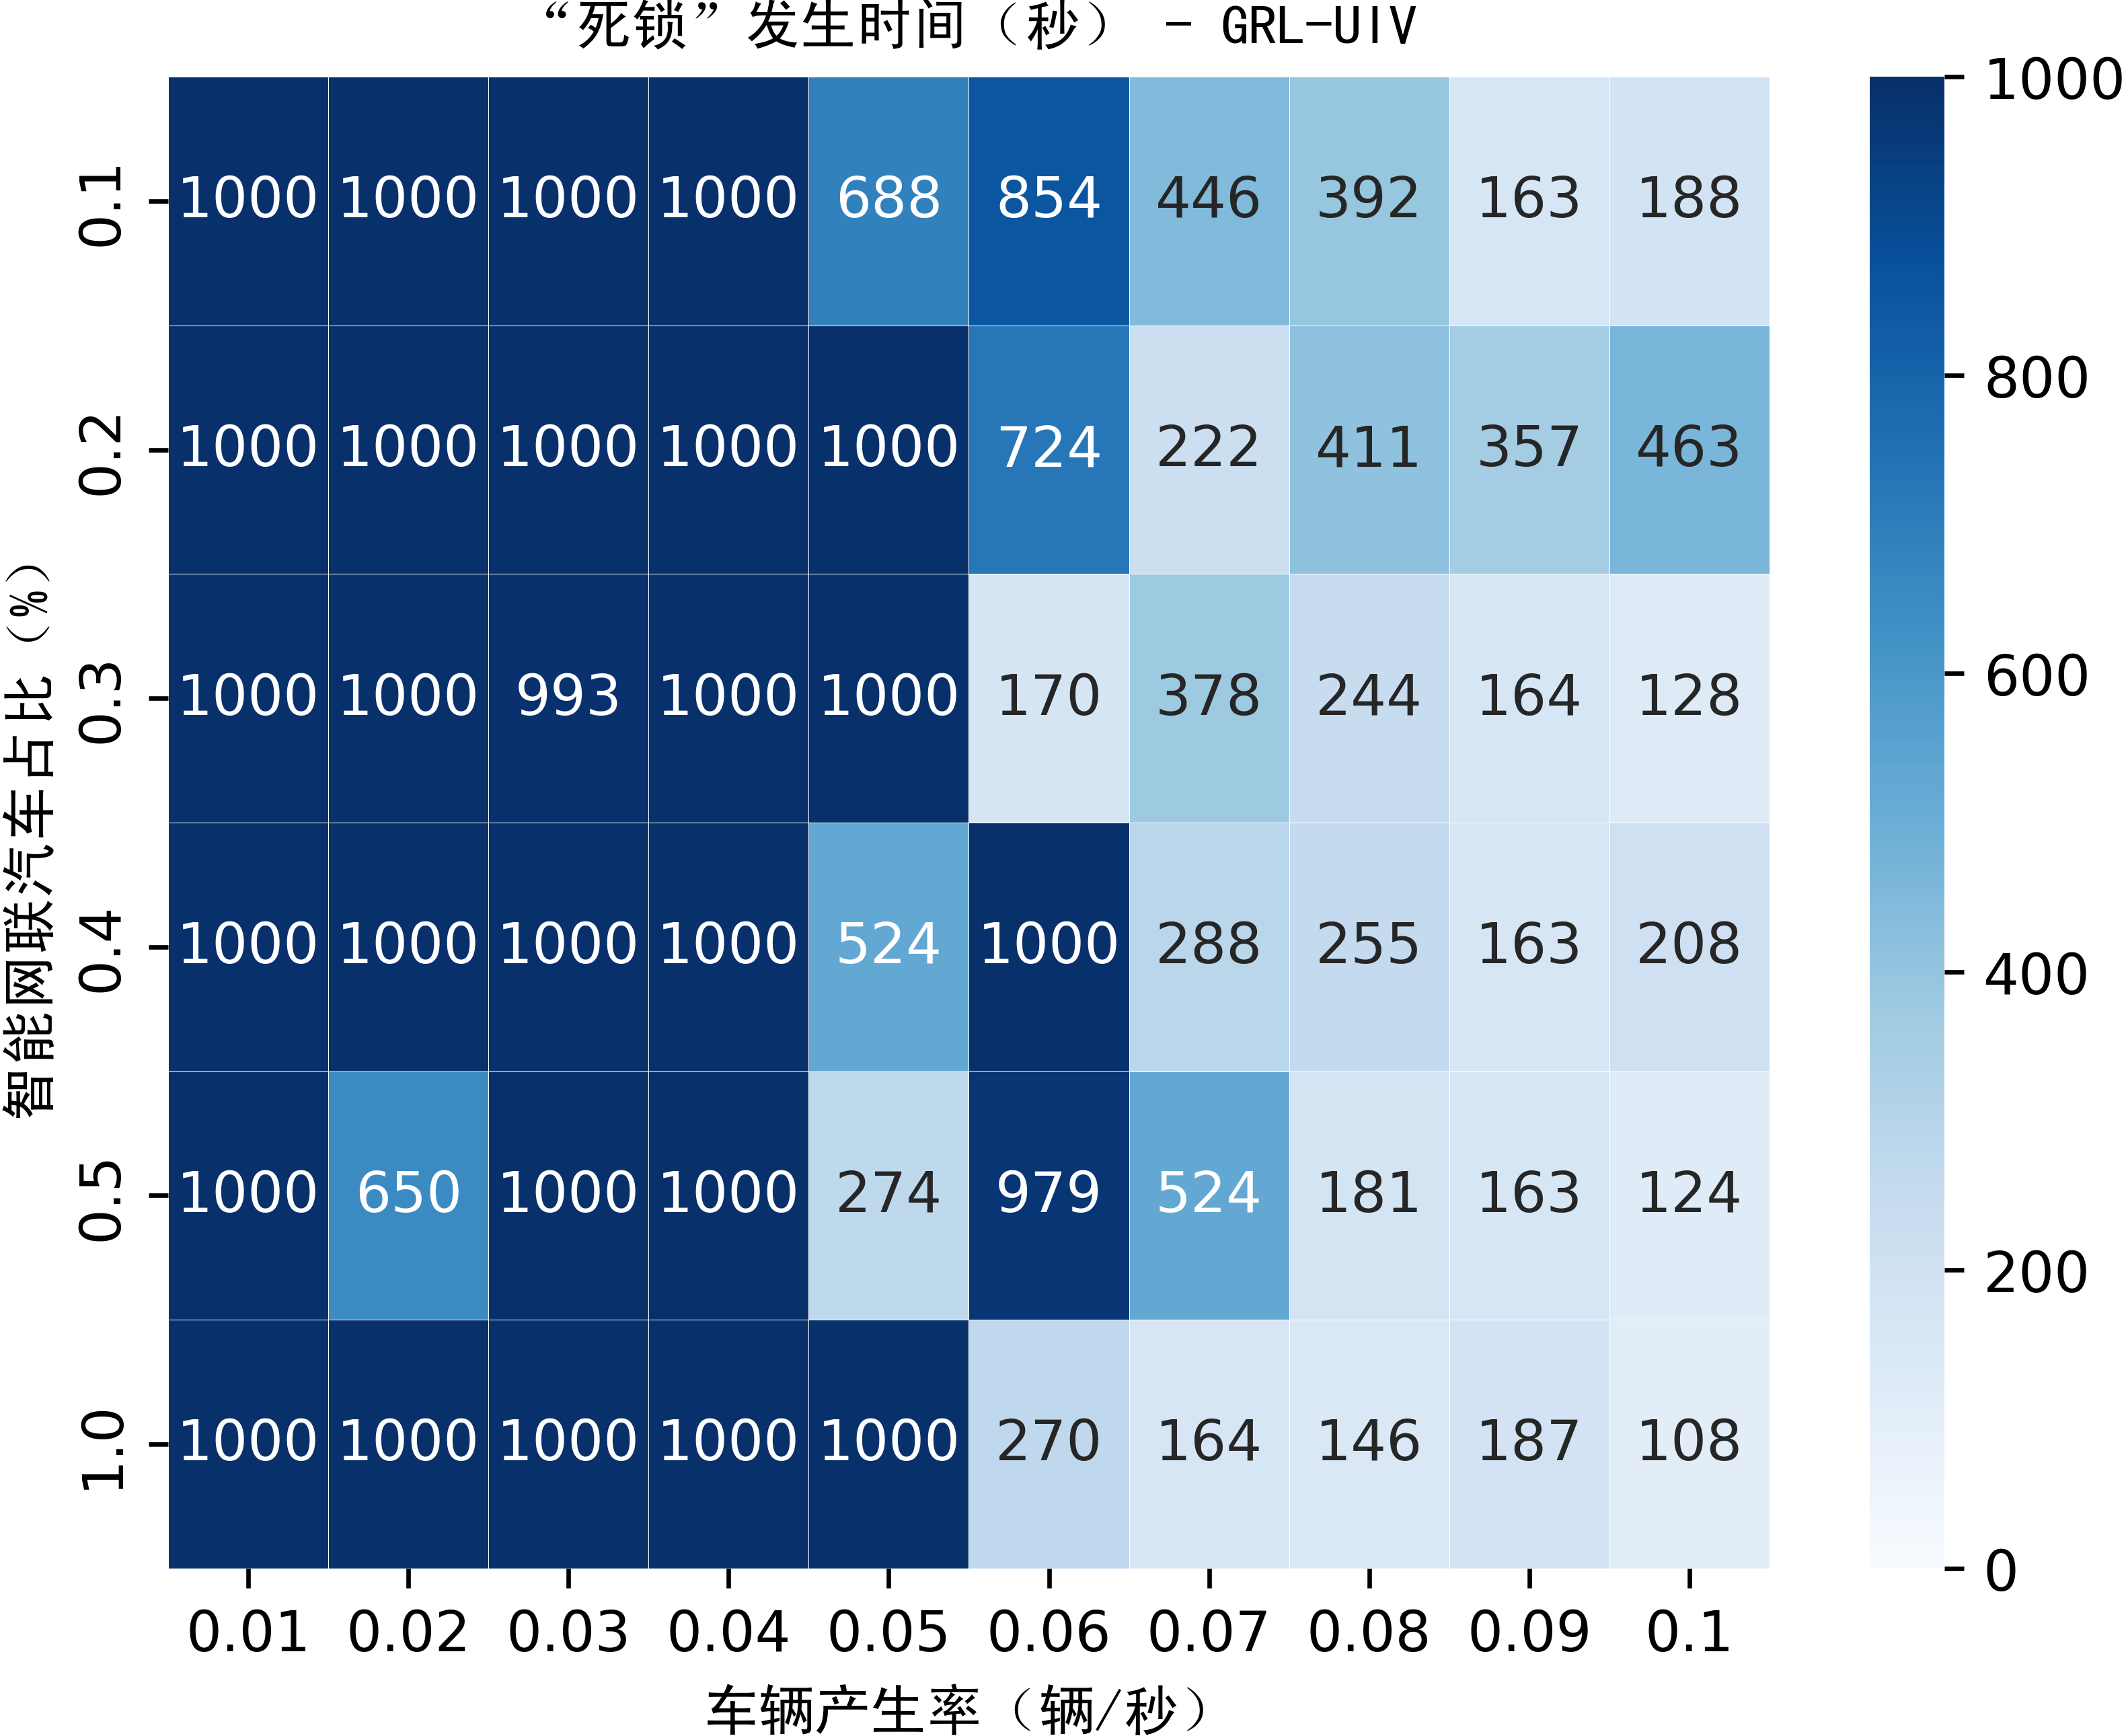 “死锁”发生时间（秒） - GRL-UIV
智能网联汽车占比（%）
0.1 1000 1000 1000 1000 688 854 446 392 163 188
0.2 1000 1000 1000 1000 1000 724 222 411 357 463
0.3 1000 1000 993 1000 1000 170 378 244 164 128
0.4 1000 1000 1000 1000 524 1000 288 255 163 208
0.5 1000 650 1000 1000 274 979 524 181 163 124
1.0 1000 1000 1000 1000 1000 270 164 146 187 108
0.01 0.02 0.03 0.04 0.05 0.06 0.07 0.08 0.09 0.1
车辆产生率（辆/秒）
1000
800
600
400
200
0